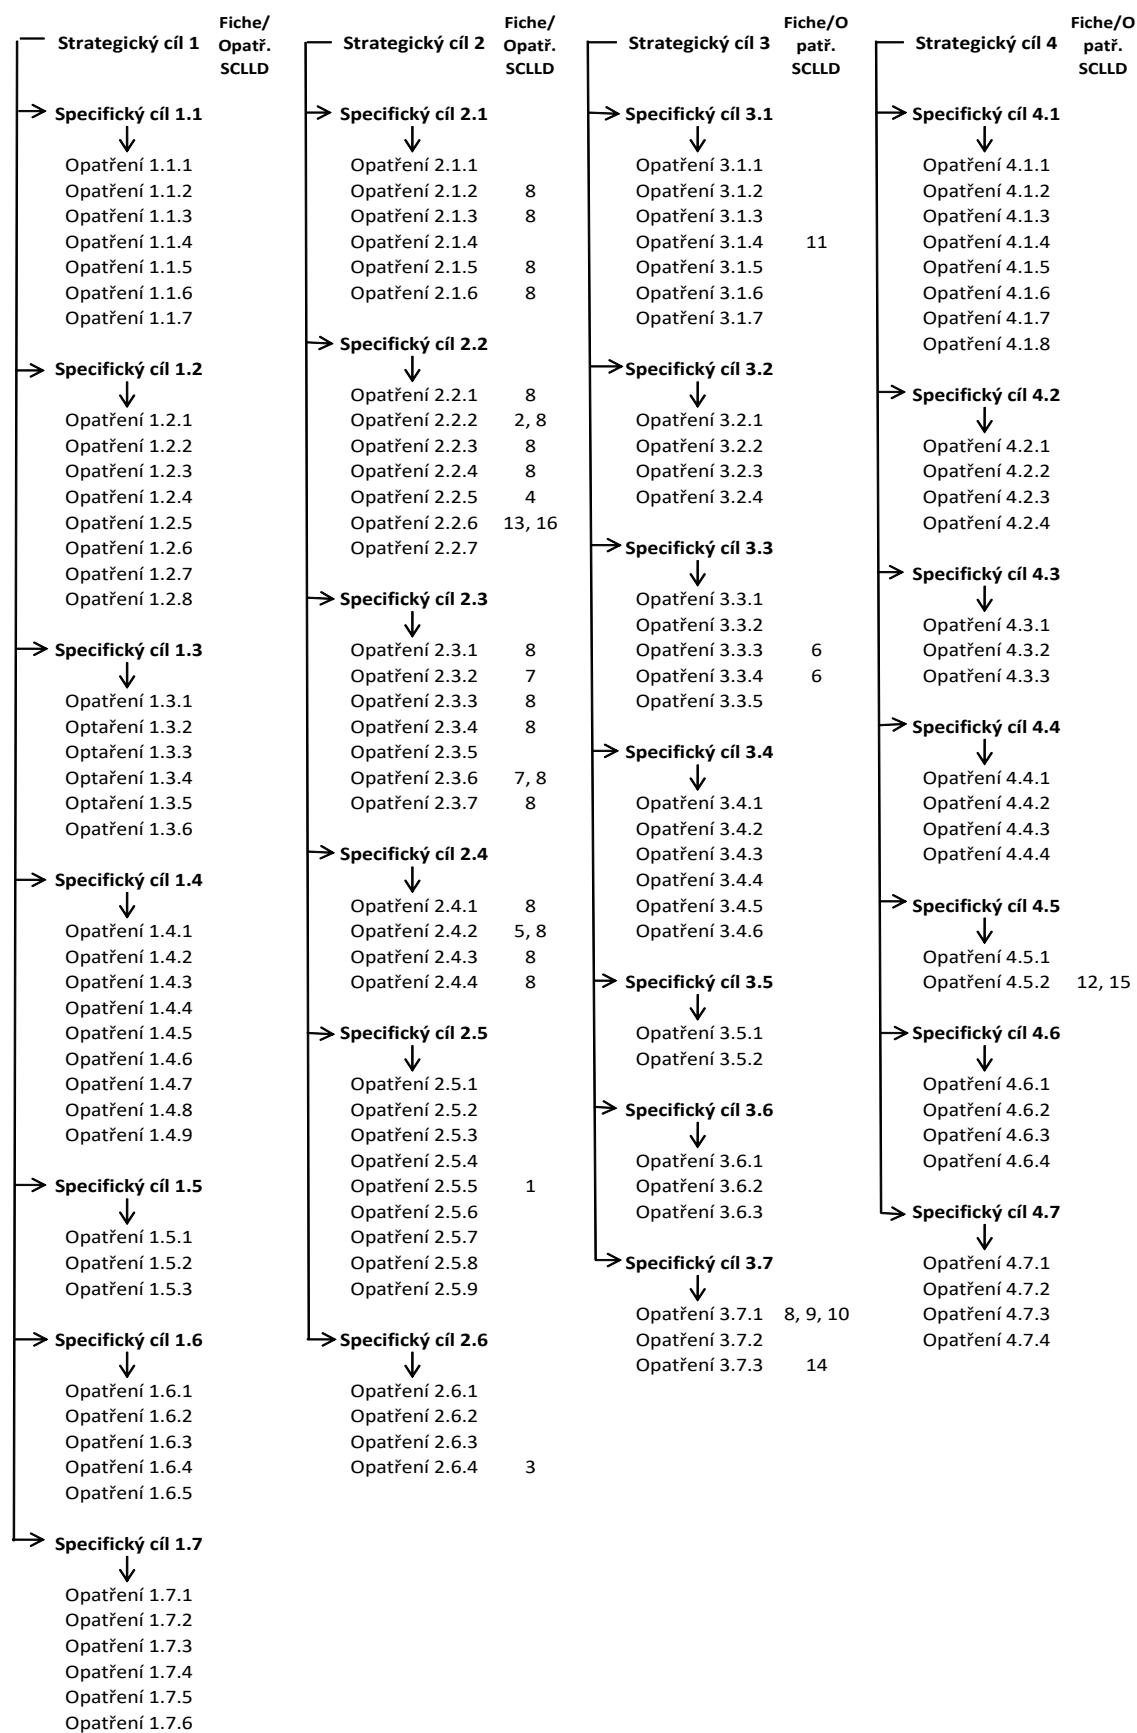 Strategický cíl 1
Fiche/
Opatř.
SCLLD
Specifický cíl 1.1
Opatření 1.1.1
Opatření 1.1.2
Opatření 1.1.3
Opatření 1.1.4
Opatření 1.1.5
Opatření 1.1.6
Opatření 1.1.7
Specifický cíl 1.2
Opatření 1.2.1
Opatření 1.2.2
Opatření 1.2.3
Opatření 1.2.4
Opatření 1.2.5
Opatření 1.2.6
Opatření 1.2.7
Opatření 1.2.8
Specifický cíl 1.3
Opatření 1.3.1
Optaření 1.3.2
Optaření 1.3.3
Optaření 1.3.4
Optaření 1.3.5
Opatření 1.3.6
Specifický cíl 1.4
Opatření 1.4.1
Opatření 1.4.2
Opatření 1.4.3
Opatření 1.4.4
Opatření 1.4.5
Opatření 1.4.6
Opatření 1.4.7
Opatření 1.4.8
Opatření 1.4.9
Specifický cíl 1.5
Opatření 1.5.1
Opatření 1.5.2
Opatření 1.5.3
Specifický cíl 1.6
Opatření 1.6.1
Opatření 1.6.2
Opatření 1.6.3
Opatření 1.6.4
Opatření 1.6.5
Specifický cíl 1.7
Opatření 1.7.1
Opatření 1.7.2
Opatření 1.7.3
Opatření 1.7.4
Opatření 1.7.5
Opatření 1.7.6
Strategický cíl 2
Fiche/
Opatř.
SCLLD
Specifický cíl 2.1
Opatření 2.1.1
Opatření 2.1.2 8
Opatření 2.1.3 8
Opatření 2.1.4
Opatření 2.1.5 8
Opatření 2.1.6 8
Specifický cíl 2.2
Opatření 2.2.1 8
Opatření 2.2.2 2, 8
Opatření 2.2.3 8
Opatření 2.2.4 8
Opatření 2.2.5 4
Opatření 2.2.6 13, 16
Opatření 2.2.7
Specifický cíl 2.3
Opatření 2.3.1 8
Opatření 2.3.2 7
Opatření 2.3.3 8
Opatření 2.3.4 8
Opatření 2.3.5
Opatření 2.3.6 7, 8
Opatření 2.3.7 8
Specifický cíl 2.4
Opatření 2.4.1 8
Opatření 2.4.2 5, 8
Opatření 2.4.3 8
Opatření 2.4.4 8
Specifický cíl 2.5
Opatření 2.5.1
Opatření 2.5.2
Opatření 2.5.3
Opatření 2.5.4
Opatření 2.5.5 1
Opatření 2.5.6
Opatření 2.5.7
Opatření 2.5.8
Opatření 2.5.9
Specifický cíl 2.6
Opatření 2.6.1
Opatření 2.6.2
Opatření 2.6.3
Opatření 2.6.4 3
Strategický cíl 3
Fiche/O
patř.
SCLLD
Specifický cíl 3.1
Opatření 3.1.1
Opatření 3.1.2
Opatření 3.1.3
Opatření 3.1.4 11
Opatření 3.1.5
Opatření 3.1.6
Opatření 3.1.7
Specifický cíl 3.2
Opatření 3.2.1
Opatření 3.2.2
Opatření 3.2.3
Opatření 3.2.4
Specifický cíl 3.3
Opatření 3.3.1
Opatření 3.3.2
Opatření 3.3.3 6
Opatření 3.3.4 6
Opatření 3.3.5
Specifický cíl 3.4
Opatření 3.4.1
Opatření 3.4.2
Opatření 3.4.3
Opatření 3.4.4
Opatření 3.4.5
Opatření 3.4.6
Specifický cíl 3.5
Opatření 3.5.1
Opatření 3.5.2
Specifický cíl 3.6
Opatření 3.6.1
Opatření 3.6.2
Opatření 3.6.3
Specifický cíl 3.7
Opatření 3.7.1 8, 9, 10
Opatření 3.7.2
Opatření 3.7.3 14
Strategický cíl 4
Fiche/O
patř.
SCLLD
Specifický cíl 4.1
Opatření 4.1.1
Opatření 4.1.2
Opatření 4.1.3
Opatření 4.1.4
Opatření 4.1.5
Opatření 4.1.6
Opatření 4.1.7
Opatření 4.1.8
Specifický cíl 4.2
Opatření 4.2.1
Opatření 4.2.2
Opatření 4.2.3
Opatření 4.2.4
Specifický cíl 4.3
Opatření 4.3.1
Opatření 4.3.2
Opatření 4.3.3
Specifický cíl 4.4
Opatření 4.4.1
Opatření 4.4.2
Opatření 4.4.3
Opatření 4.4.4
Specifický cíl 4.5
Opatření 4.5.1
Opatření 4.5.2 12, 15
Specifický cíl 4.6
Opatření 4.6.1
Opatření 4.6.2
Opatření 4.6.3
Opatření 4.6.4
Specifický cíl 4.7
Opatření 4.7.1
Opatření 4.7.2
Opatření 4.7.3
Opatření 4.7.4